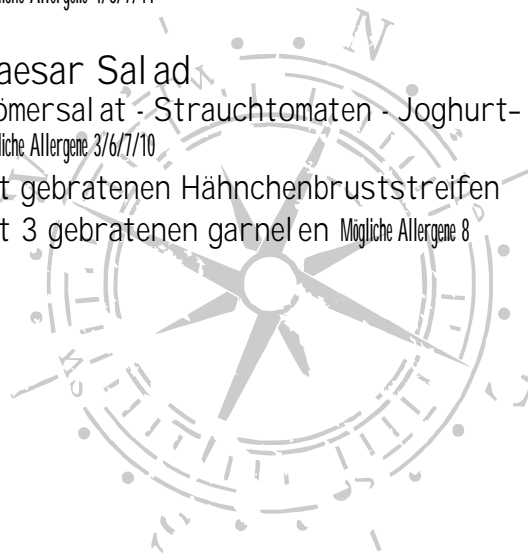 aesar Salad
ömersalat - Strauchtomaten - Joghurt-
liche Allergene 3/6/7/10
t gebratenen Hähnchenbruststreifen
t 3 gebratenen garnelen Mögliche Allergene 8
N